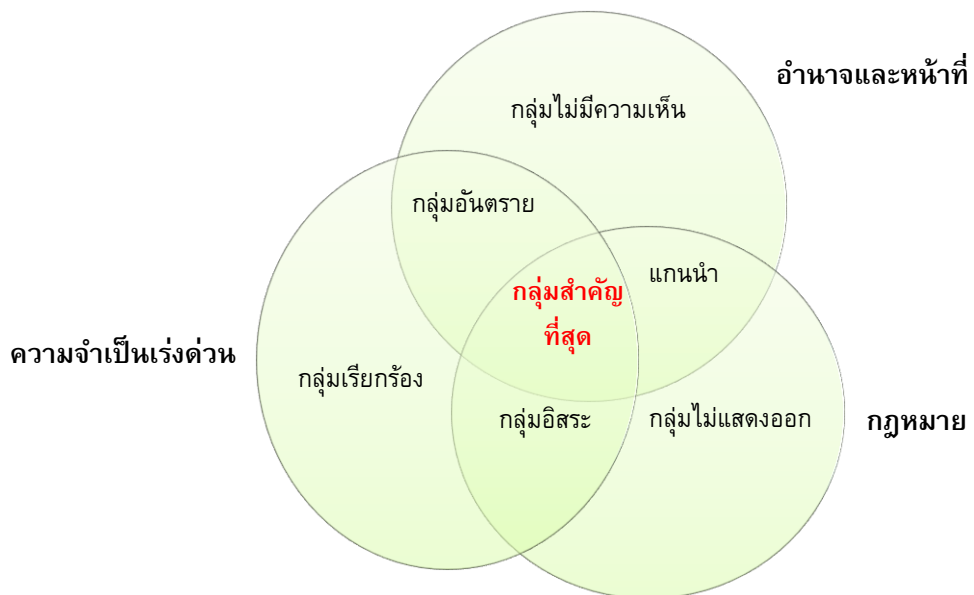 อำนาจและหน้าที่
กลุ่มไม่มีความเห็น
กลุ่มอันตราย
แกนนำ
กลุ่มสำคัญ
ที่สุด
ความจำเป็นเร่งด่วน
กลุ่มเรียกร้อง
กลุ่มอิสระ
กลุ่มไม่แสดงออก
กฎหมาย